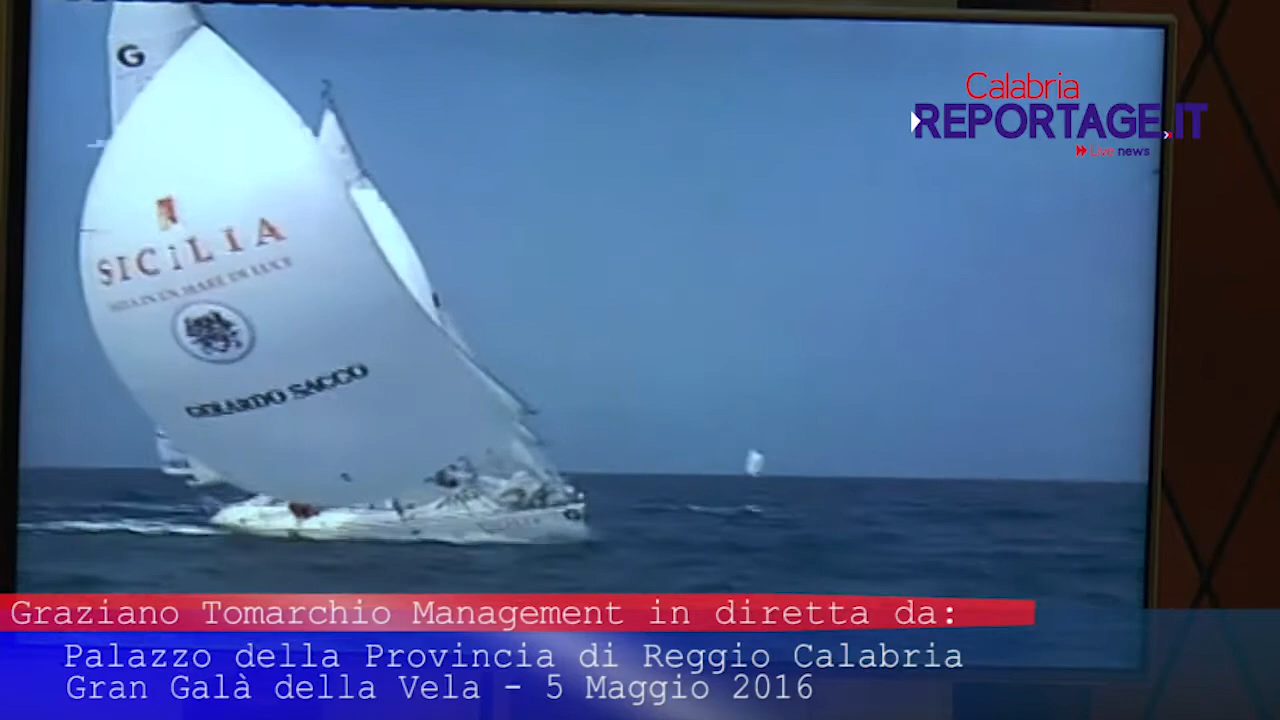 G
Calabria
REPORTAGE.IT
Live news
SICiLIA
GERARDO SACCO
Graziano Tomarchio Management in diretta da:
Palazzo della Provincia di Reggio Calabria
Gran Galà della Vela - 5 Maggio 2016